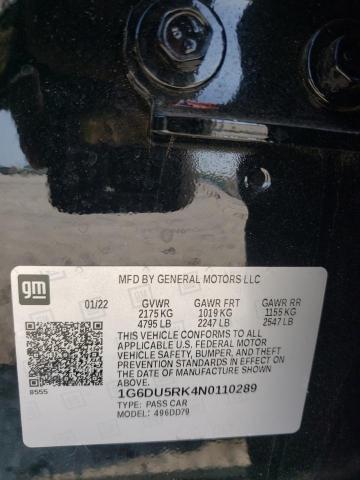 gm
MFD BY GENERAL MOTORS LLC
01/22 GVWR GAWR FRT GAWR RR
2175 KG 1019 KG 1155 KG
4795 LB 2247 LB 2547 LB
THIS VEHICLE CONFORMS TO ALL
APPLICABLE U.S. FEDERAL MOTOR
VEHICLE SAFETY, BUMPER, AND THEFT
PREVENTION STANDARDS IN EFFECT
ON THE DATE OF MANUFACTURE SHOWN
ABOVE.
8555
1G6DU5RK4N0110289
TYPE: PASS CAR
MODEL: 496DD79